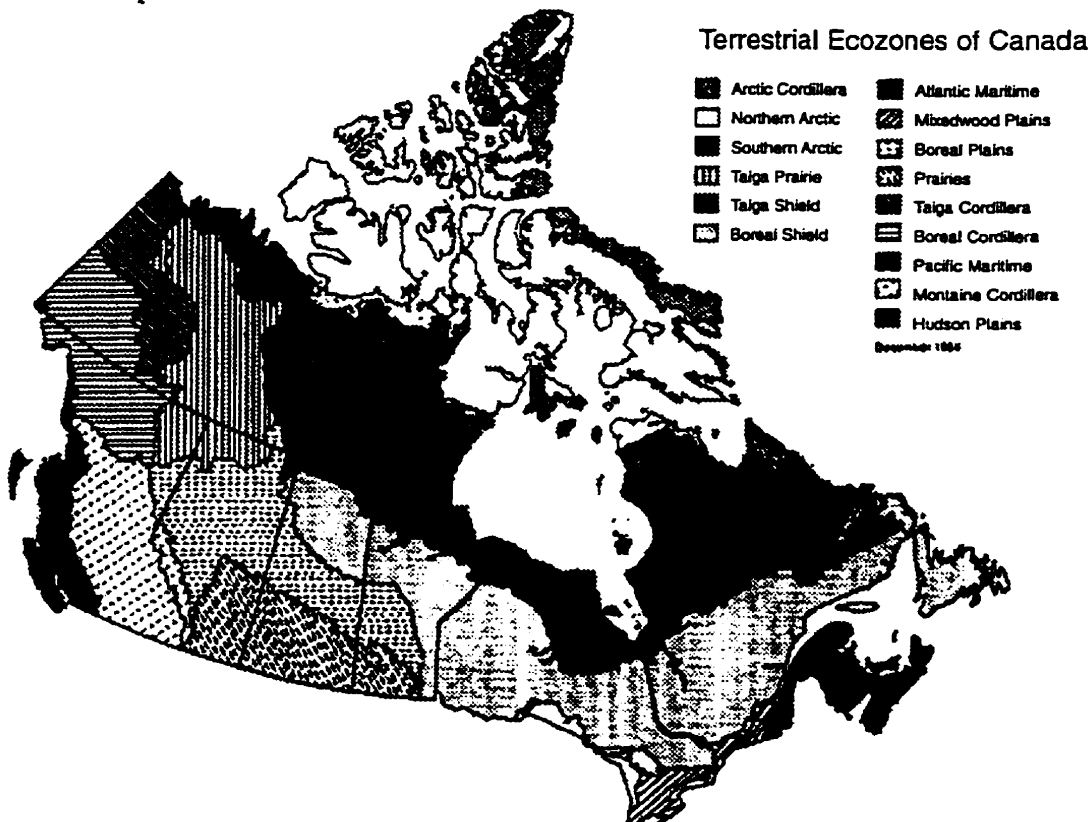 Terrestrial Ecozones of Canada
Arctic Cordillera
Northern Arctic
Southern Arctic
Taiga Prairie
Taiga Shield
Boreal Shield
Atlantic Maritime
Mixedwood Plains
Boreal Plains
Prairies
Taiga Cordillera
Boreal Cordillera
Pacific Maritime
Montaine Cordillera
Hudson Plains
December